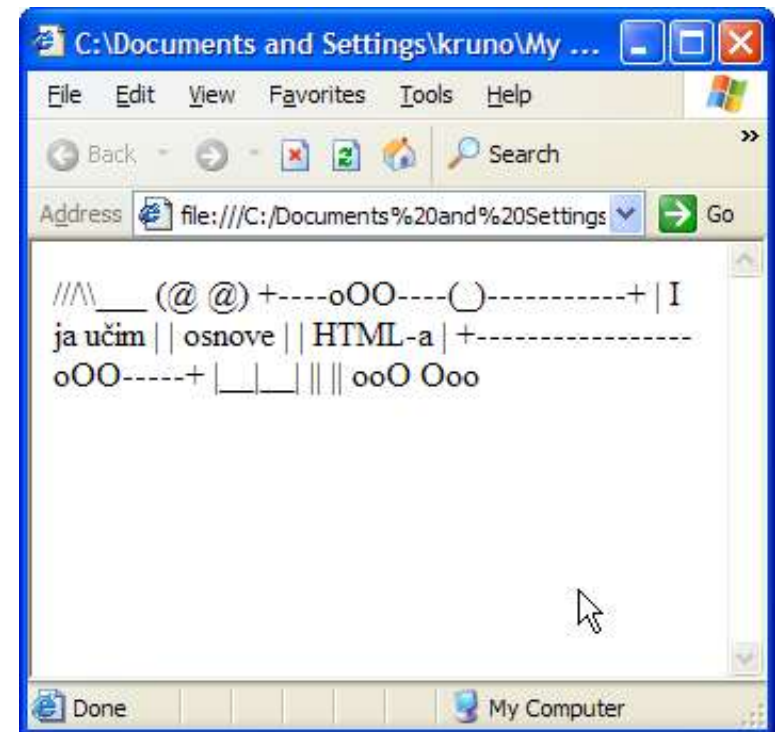 C:\Documents and Settings\kruno\My ...
File Edit View Favorites Tools Help
Back Search »
Address file:///C:/Documents%20and%20Settings Go
///\\\___ (@ @) +----oOO----(_)-----------+ | I
ja učim | | osnove | | HTML-a | +-----------------
oOO-----+ |__|__| || || ooO Ooo
Done My Computer